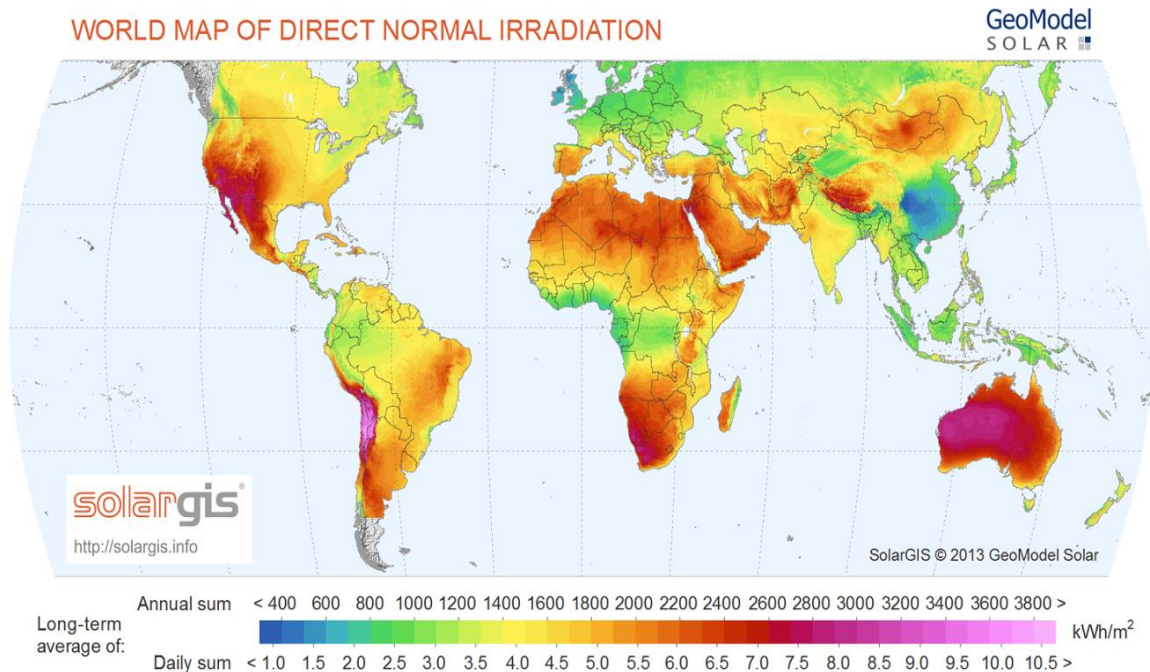 WORLD MAP OF DIRECT NORMAL IRRADIATION
GeoModel
SOLAR
solargis®
http://solargis.info
SolarGIS © 2013 GeoModel Solar
Annual sum < 400 600 800 1000 1200 1400 1600 1800 2000 2200 2400 2600 2800 3000 3200 3400 3600 3800 >
Long-term
average of:
kWh/m²
Daily sum < 1.0 1.5 2.0 2.5 3.0 3.5 4.0 4.5 5.0 5.5 6.0 6.5 7.0 7.5 8.0 8.5 9.0 9.5 10.0 10.5 >